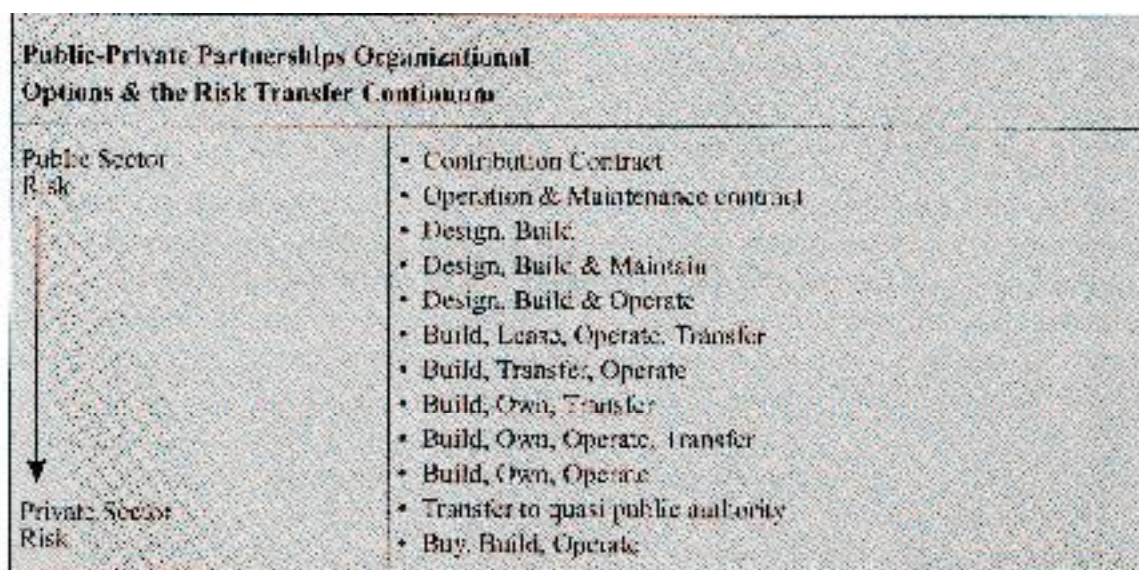 Public-Private Partnerships Organizational
Options & the Risk Transfer Continuum
Public Sector
Risk
Private Sector
Risk
• Contribution Contract
• Operation & Maintenance contract
• Design, Build
• Design, Build & Maintain
• Design, Build & Operate
• Build, Lease, Operate, Transfer
• Build, Transfer, Operate
• Build, Own, Transfer
• Build, Own, Operate, Transfer
• Build, Own, Operate
• Transfer to quasi public authority
• Buy, Build, Operate